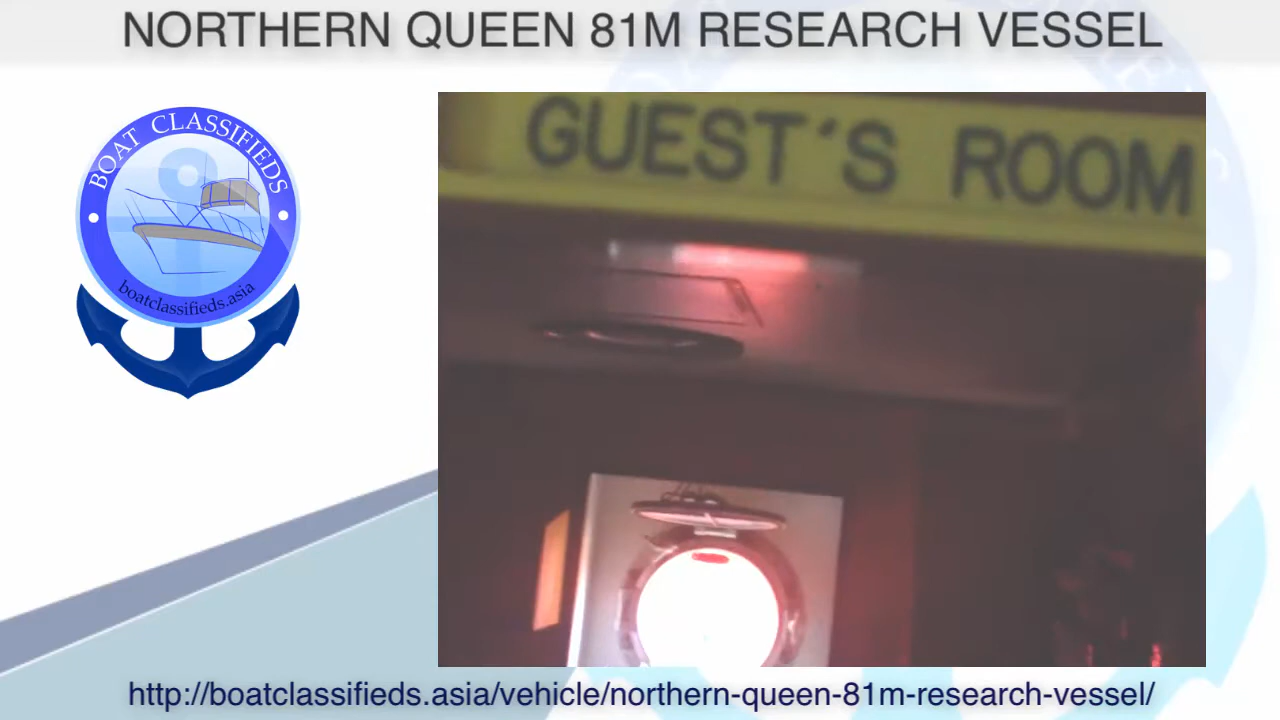 NORTHERN QUEEN 81M RESEARCH VESSEL
BOAT CLASSIFIEDS
boatclassifieds.asia
GUEST'S ROOM
http://boatclassifieds.asia/vehicle/northern-queen-81m-research-vessel/